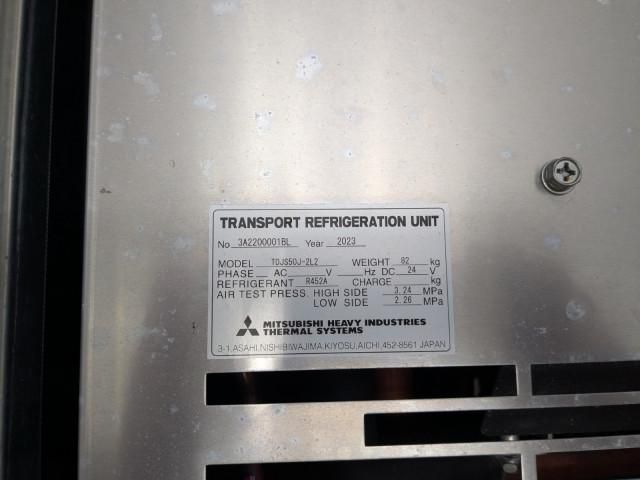 TRANSPORT REFRIGERATION UNIT
No 3A2200001BL Year 2023
MODEL TDJS50J-2L2 WEIGHT 82 kg
PHASE AC V Hz DC 24 V
REFRIGERANT R452A CHARGE kg
AIR TEST PRESS. HIGH SIDE 3.24 MPa
LOW SIDE 2.26 MPa
MITSUBISHI HEAVY INDUSTRIES
THERMAL SYSTEMS
3-1,ASAHI,NISHIBIWAJIMA,KIYOSU,AICHI,452-8561 JAPAN